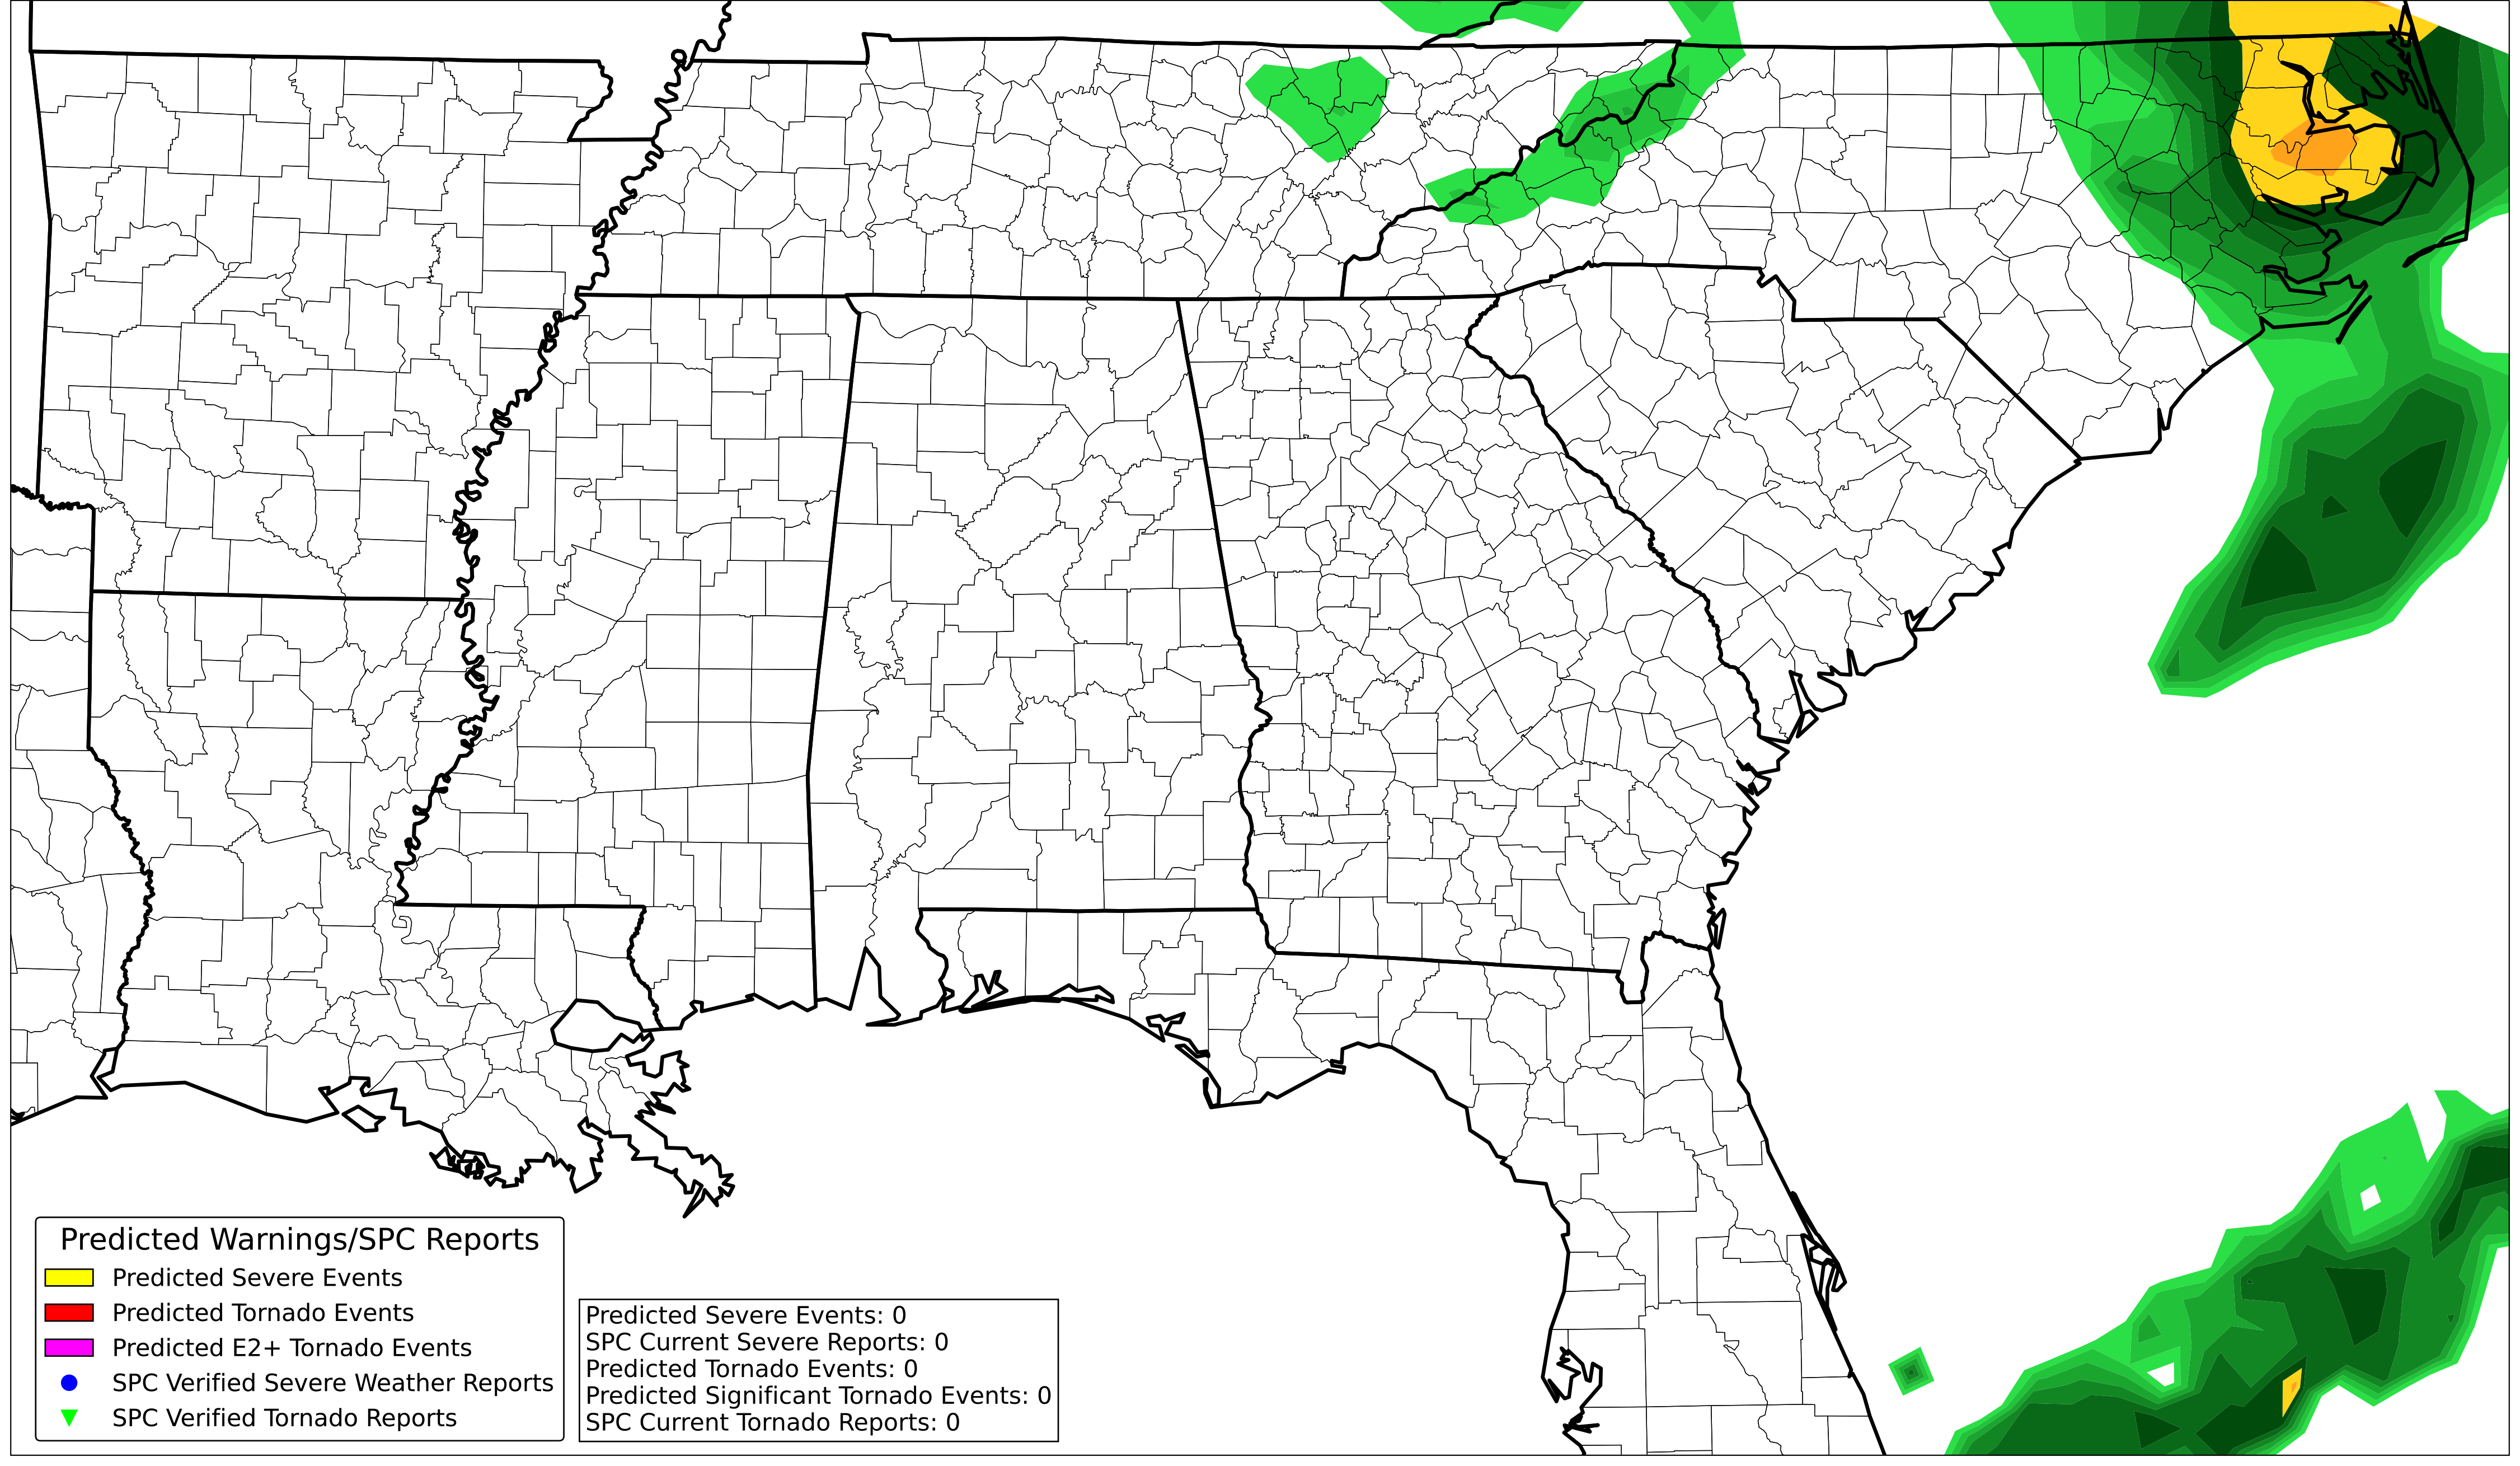 Predicted Warnings/SPC Reports
Predicted Severe Events
Predicted Tornado Events
Predicted E2+ Tornado Events
SPC Verified Severe Weather Reports
SPC Verified Tornado Reports
Predicted Severe Events: 0
SPC Current Severe Reports: 0
Predicted Tornado Events: 0
Predicted Significant Tornado Events: 0
SPC Current Tornado Reports: 0